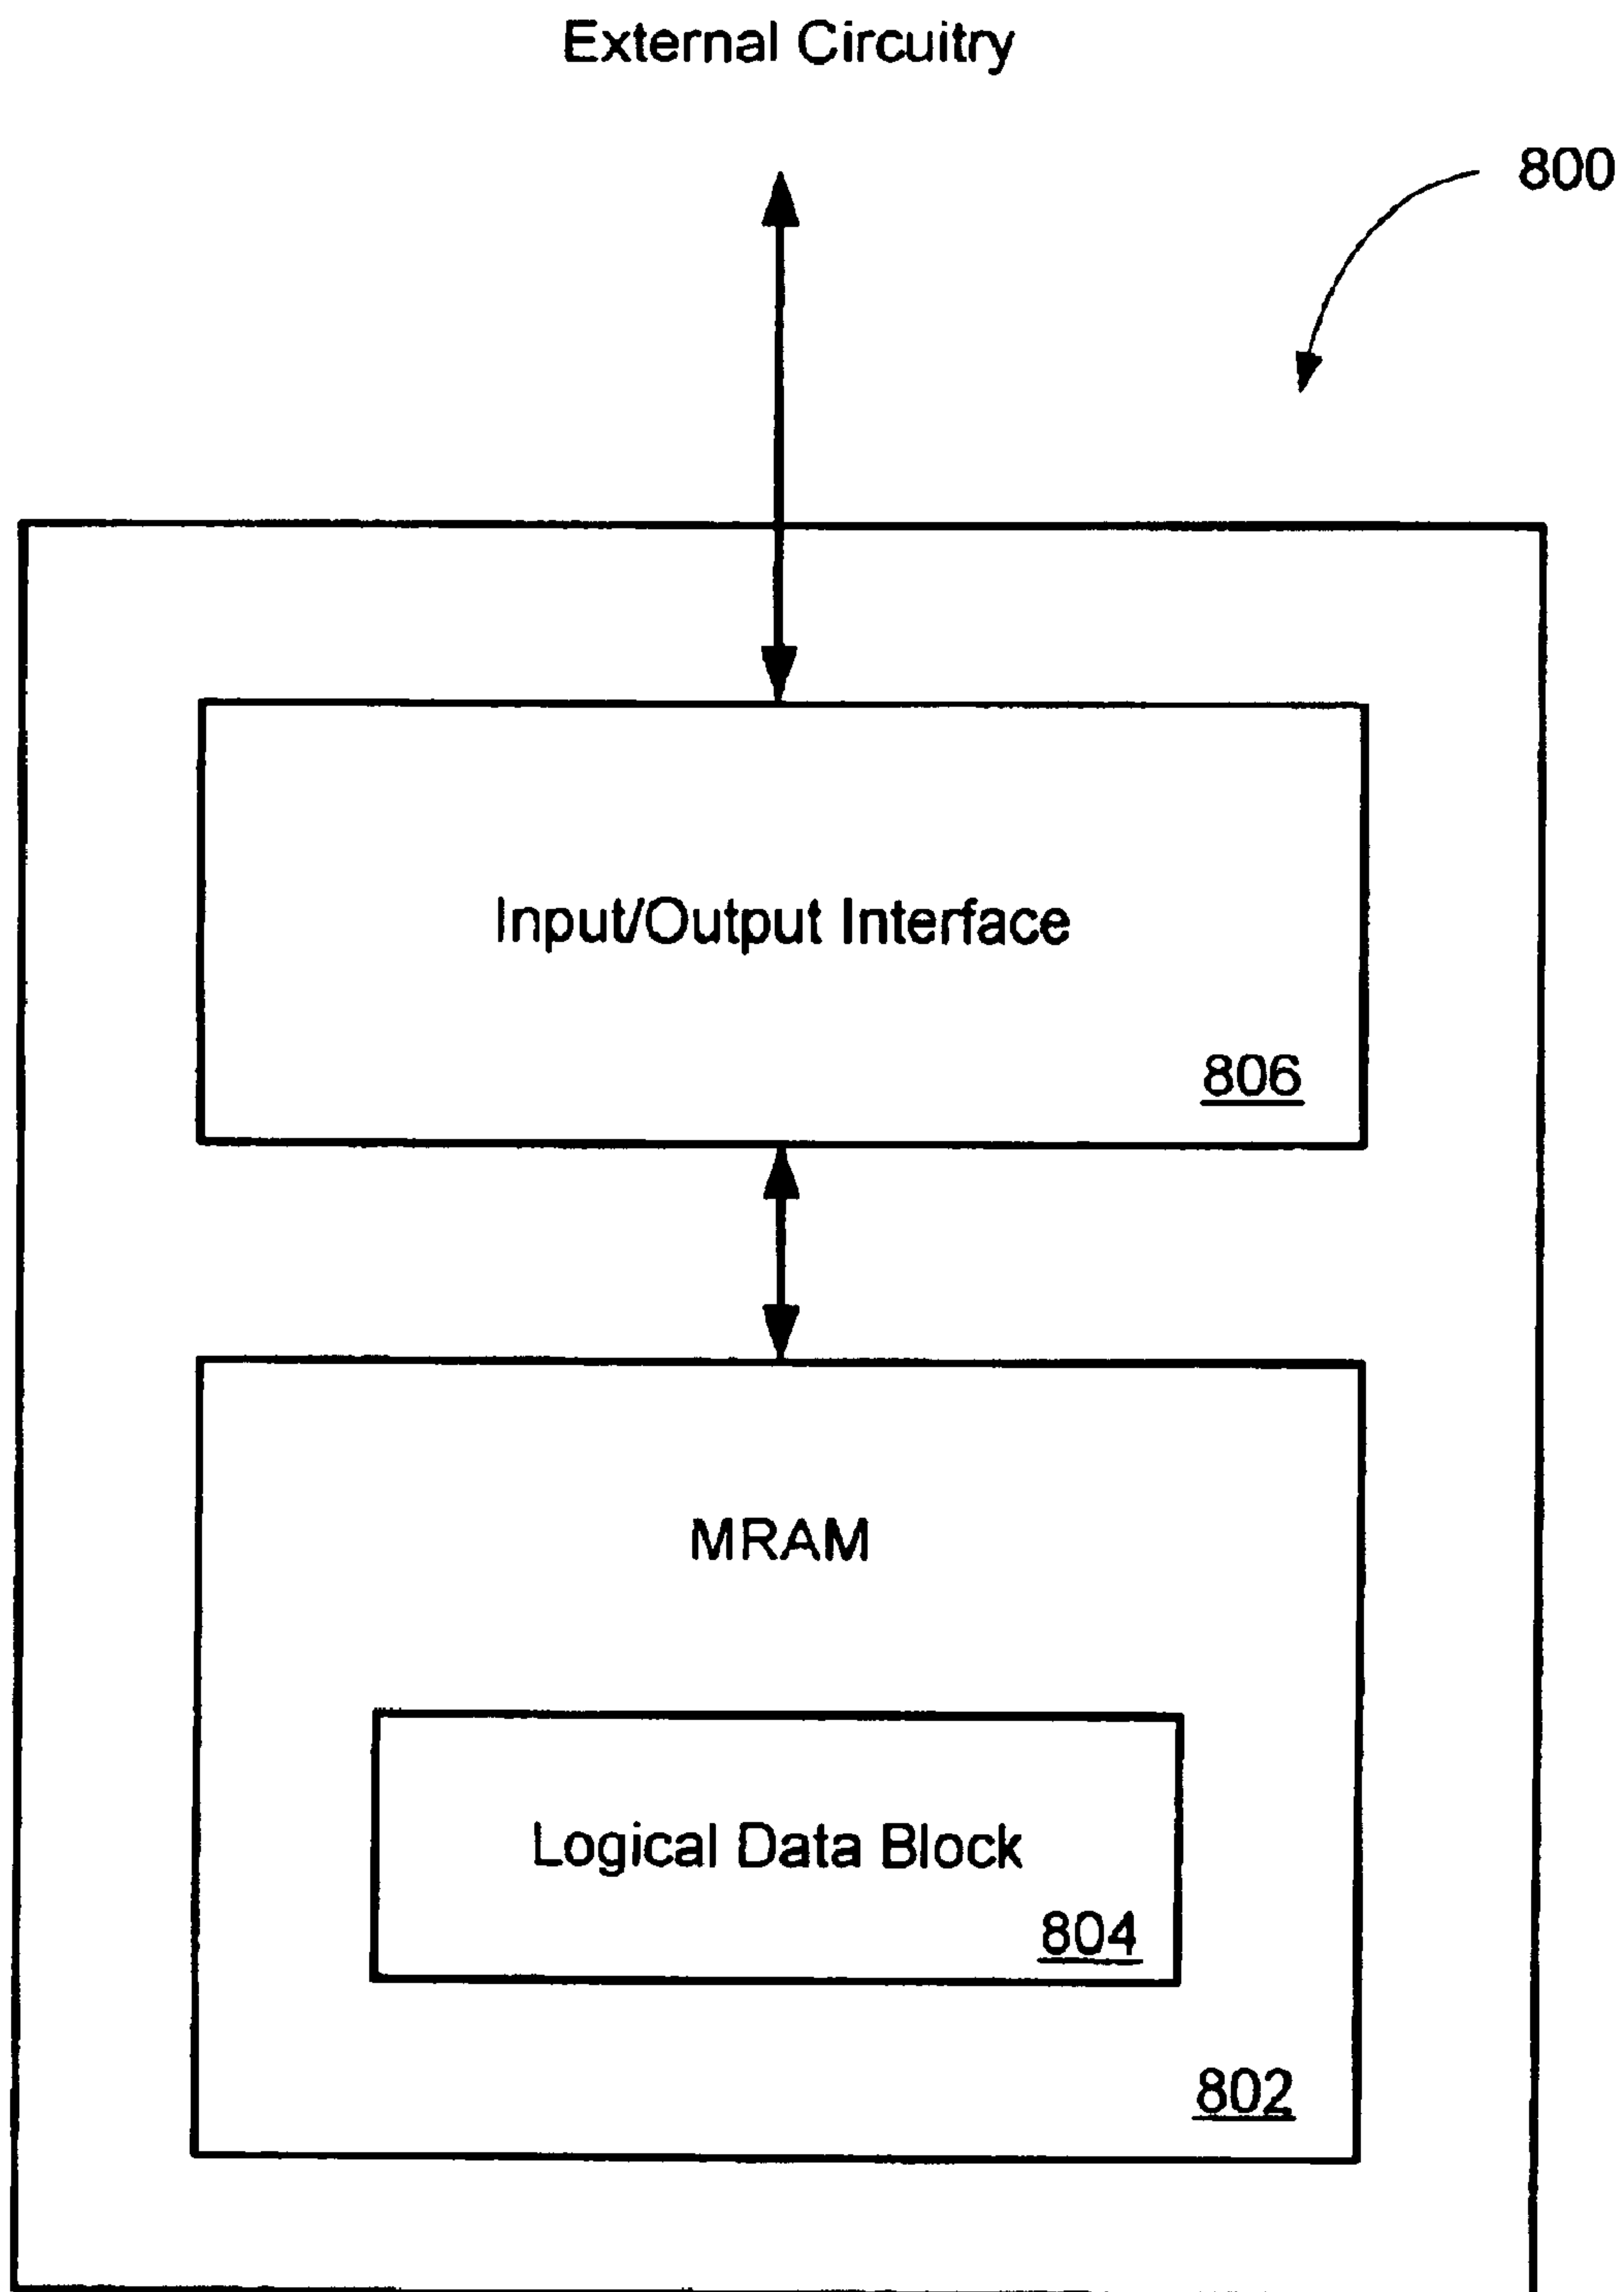 External Circuitry
800
Input/Output Interface
806
MRAM
Logical Data Block
804
802